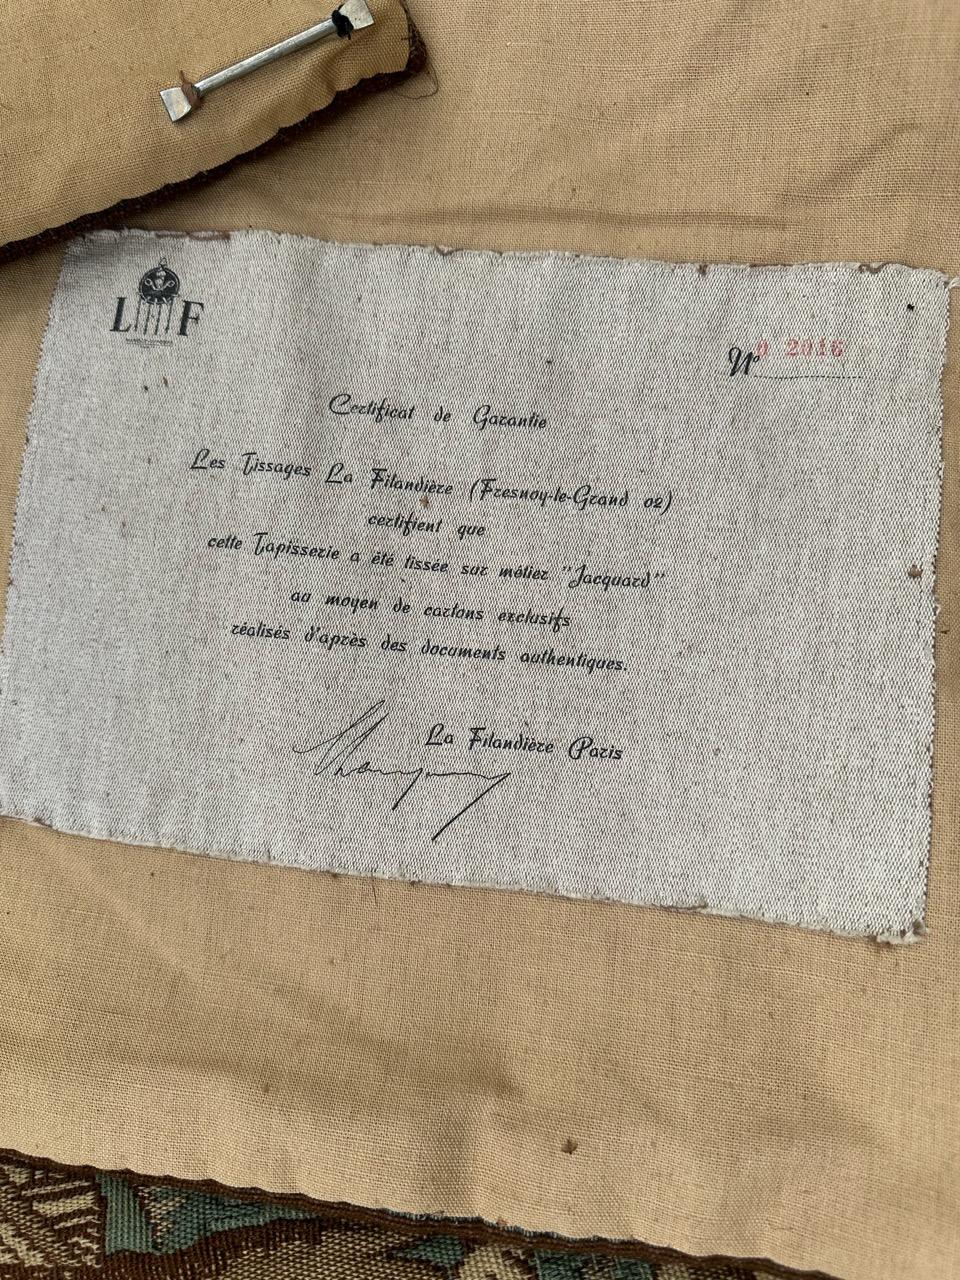 L F
N° 0 2016
Certificat de Garantie
Les Tissages La Filandière (Fresnoy-le-Grand 02)
certifient que
cette Tapisserie a été tissée sur métier "Jacquard"
au moyen de cartons exclusifs
réalisés d'après des documents authentiques.
La Filandière Paris